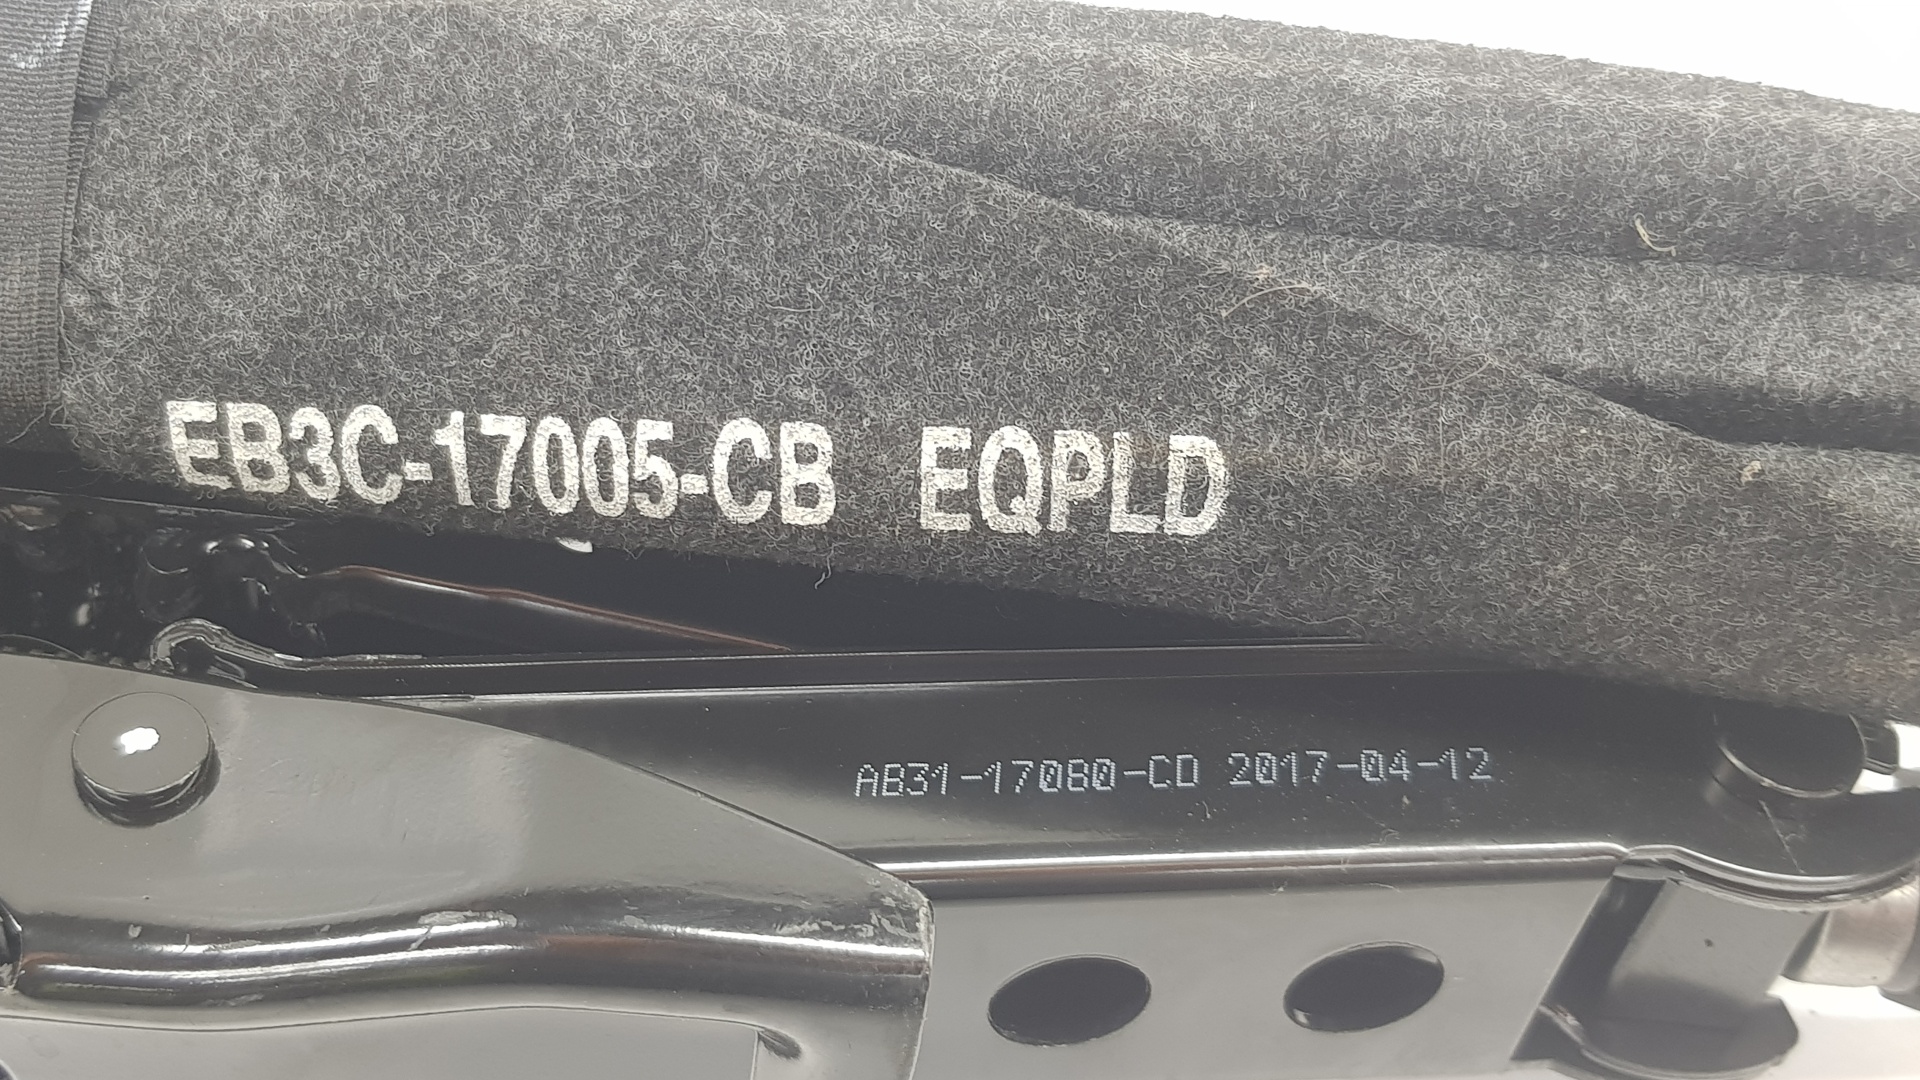 EB3C-17005-CB EQPLD
AB31-17080-CD 2017-04-12